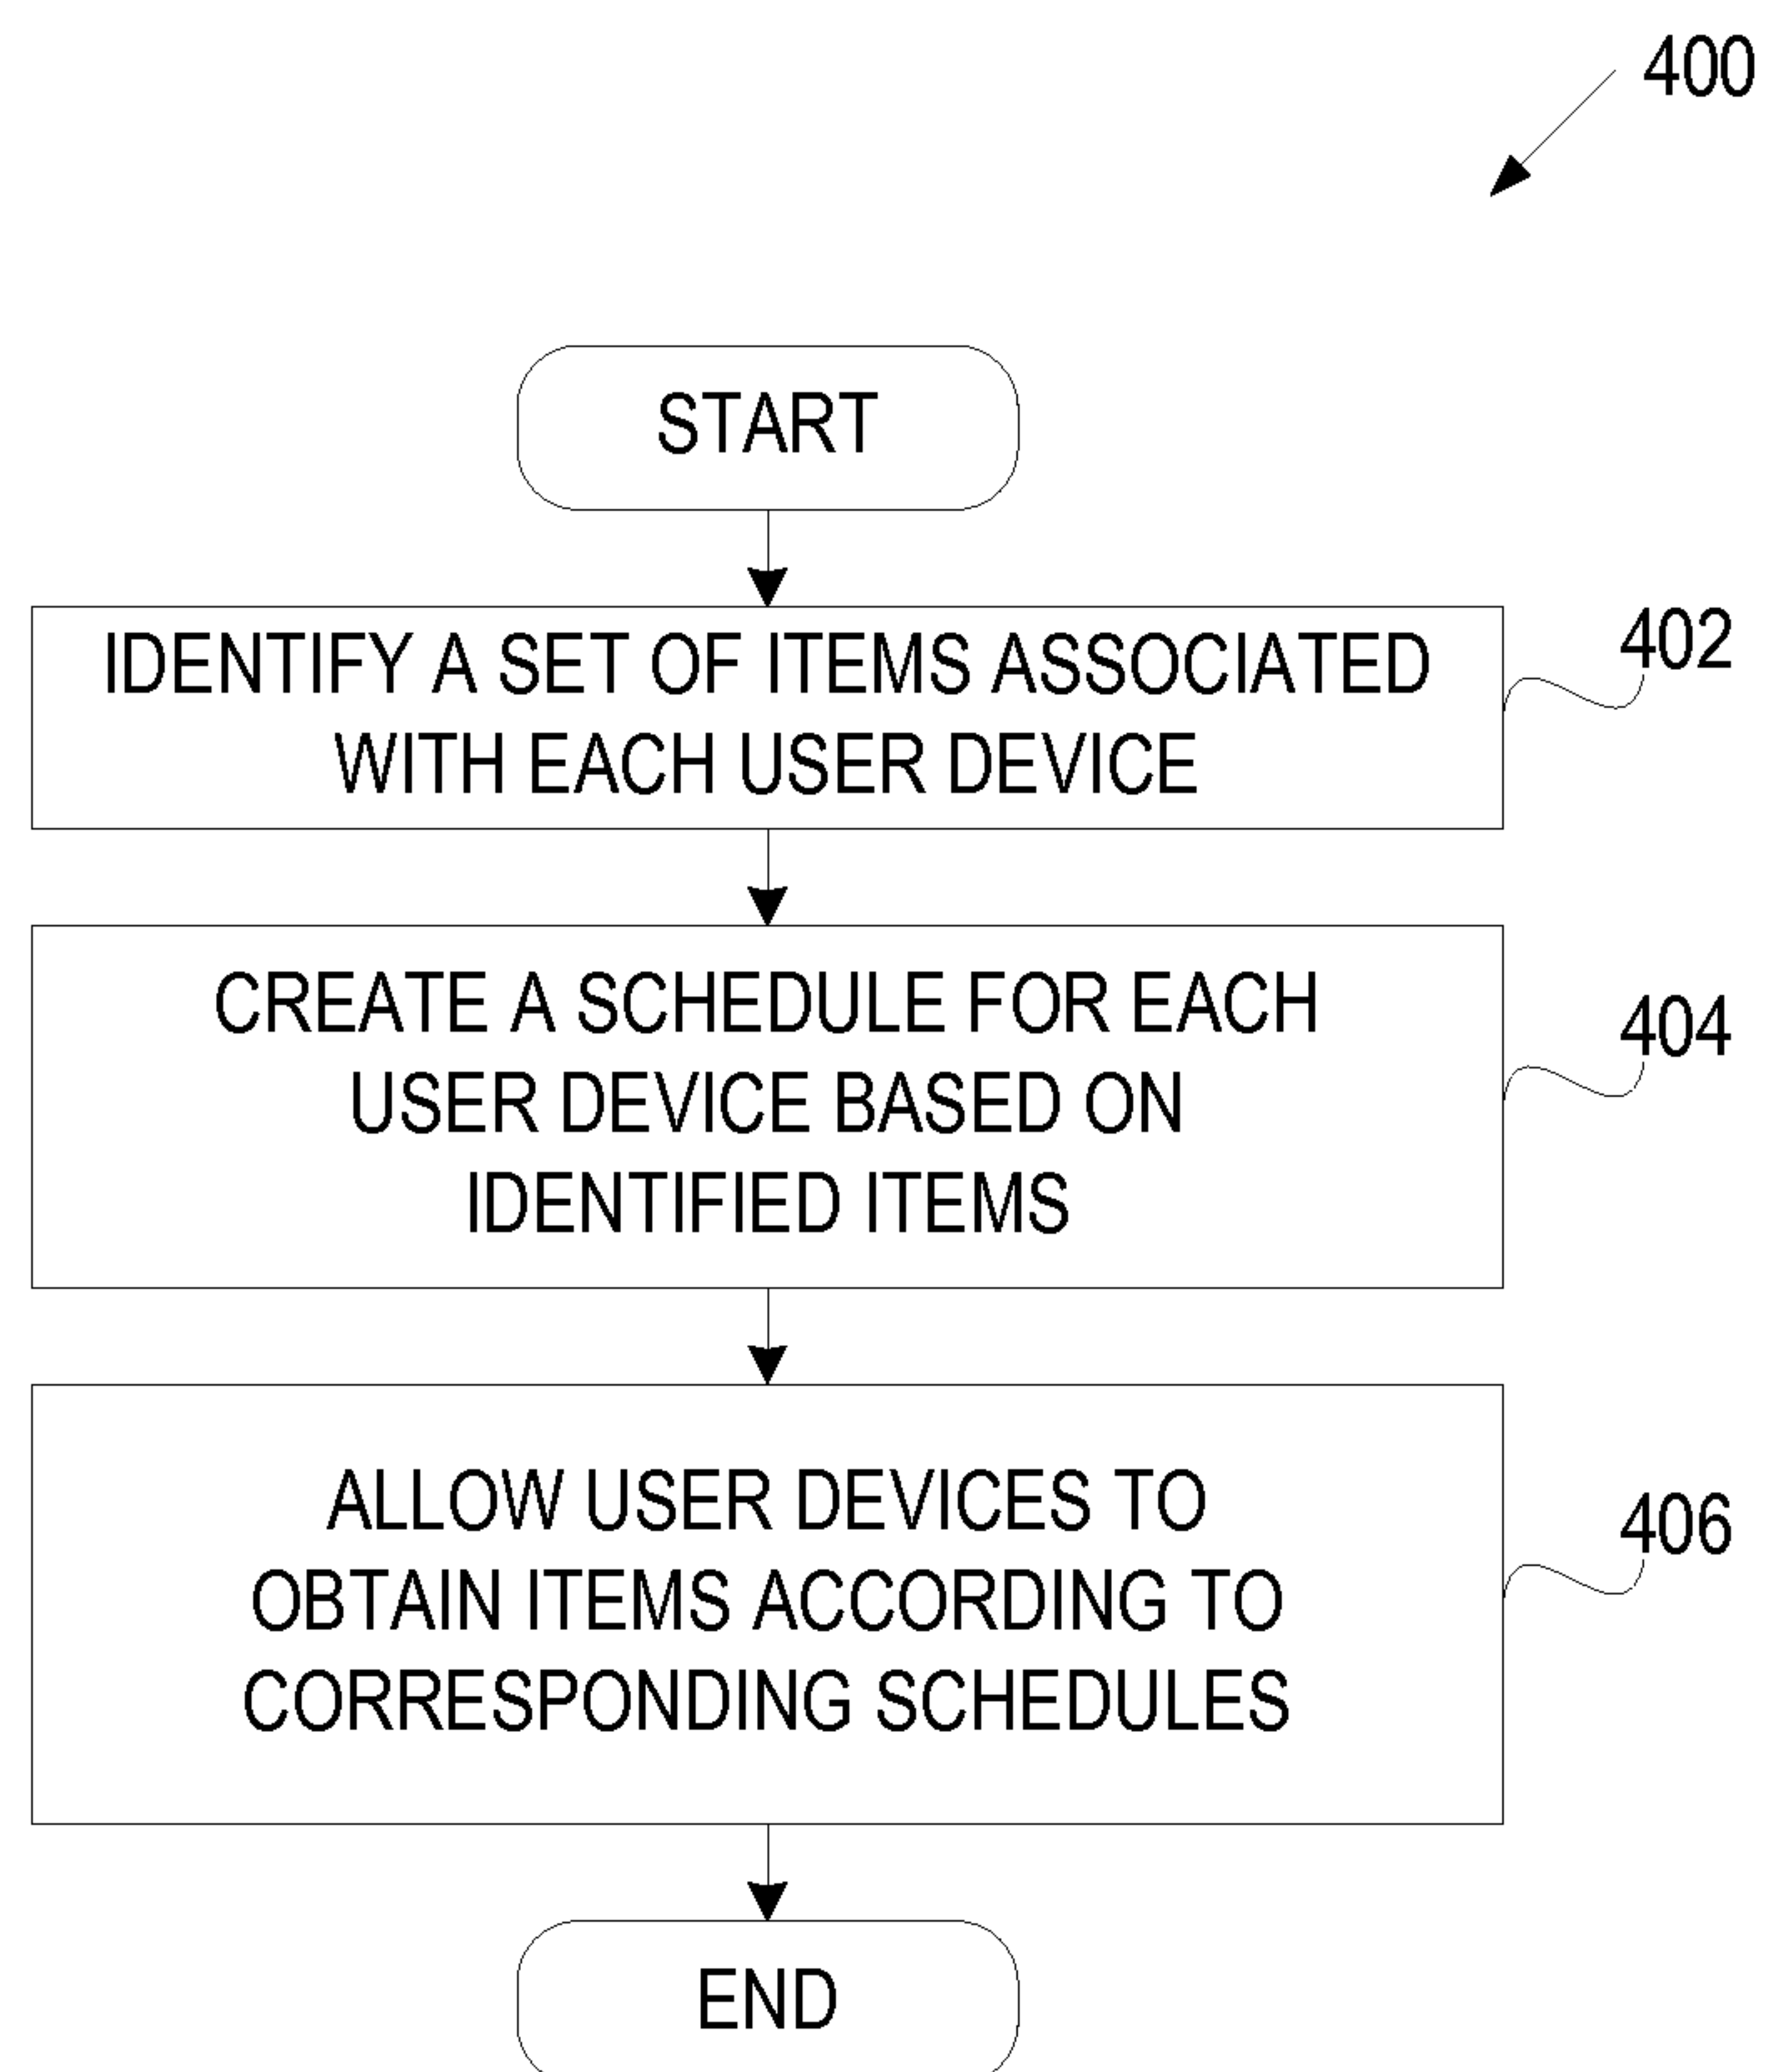 400
START
IDENTIFY A SET OF ITEMS ASSOCIATED
WITH EACH USER DEVICE
402
CREATE A SCHEDULE FOR EACH
USER DEVICE BASED ON
IDENTIFIED ITEMS
404
ALLOW USER DEVICES TO
OBTAIN ITEMS ACCORDING TO
CORRESPONDING SCHEDULES
406
END